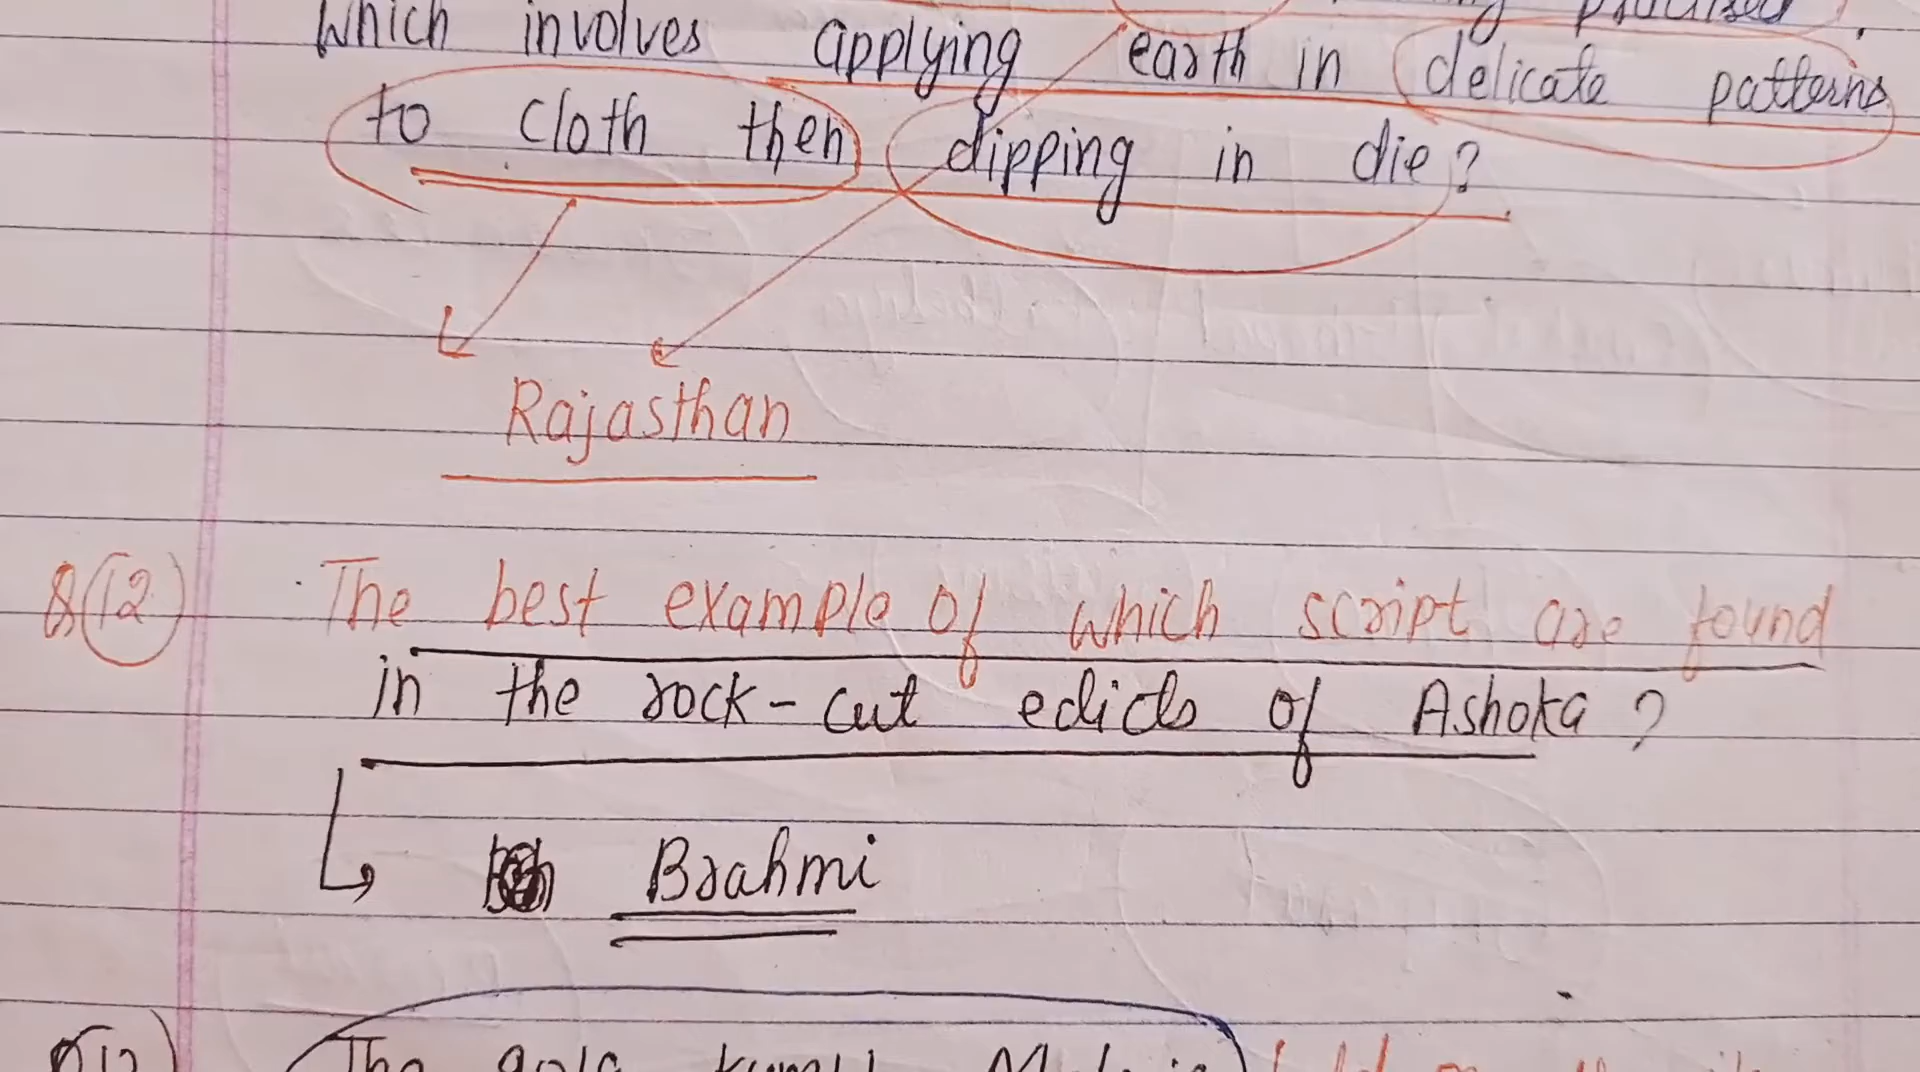 which involves applying earth in delicate patterns
to cloth then dipping in die?
Rajasthan
Q(12) The best example of which script are found
in the rock-cut edicts of Ashoka?
Brahmi
The